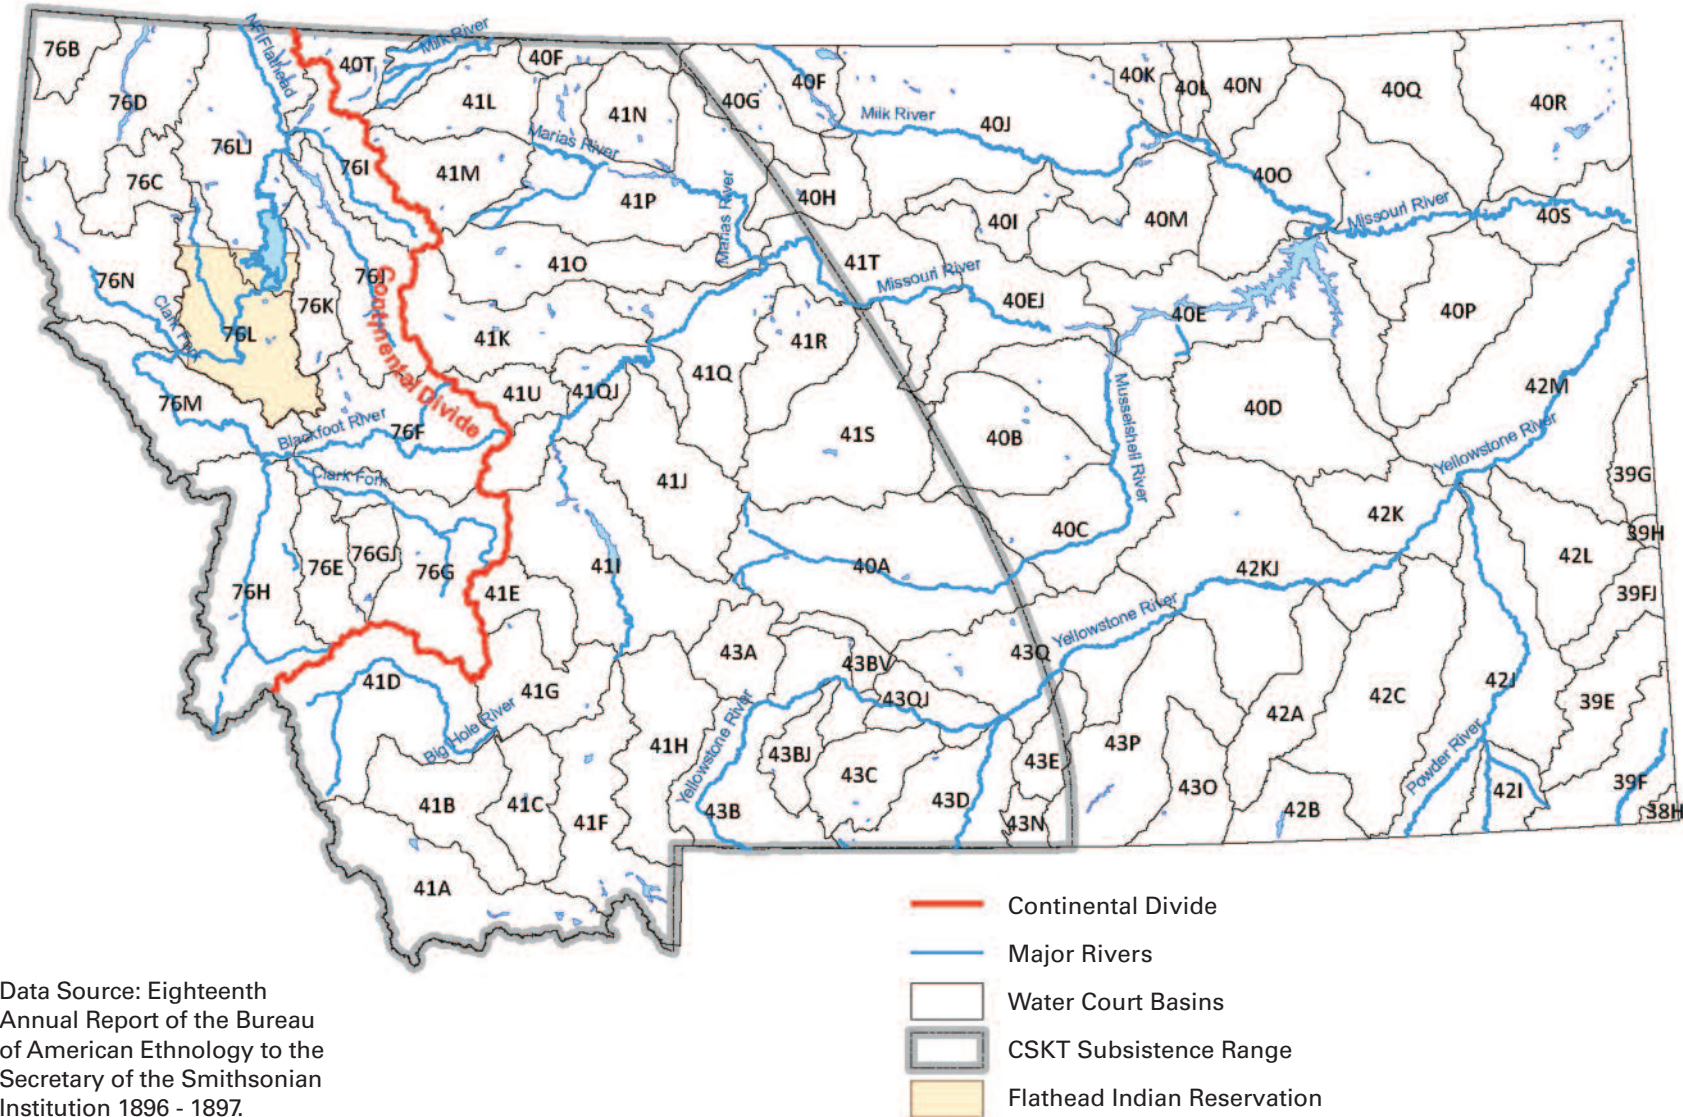 76B
40T
Milk River
40F
NF Flathead
40F
40K
40L
40N
40Q
40R
76D
41L
41N
40G
Milk River
40J
76LJ
76I
Marias River
41M
76C
41P
40H
Marias River
40O
40I
40M
Missouri River
40S
76N
76J
41O
41T
Missouri River
40EJ
40E
40P
76K
Clark Fork
76L
Continental Divide
41K
41R
41Q
41U
41QJ
42M
76M
Blackfoot River
76F
41S
40B
Musselshell River
40D
Yellowstone River
Clark Fork
41J
39G
42K
40C
39H
76GJ
76E
76G
41I
40A
42KJ
42L
76H
41E
39FJ
Yellowstone River
43A
43BV
43Q
41D
41G
43QJ
42A
42C
42J
39E
Big Hole River
41H
Yellowstone River
43BJ
43C
43E
43P
43O
Powder River
41B
41C
41F
43B
43D
43N
42B
42I
39F
38H
41A
Continental Divide
Major Rivers
Water Court Basins
CSKT Subsistence Range
Flathead Indian Reservation
Data Source: Eighteenth
Annual Report of the Bureau
of American Ethnology to the
Secretary of the Smithsonian
Institution 1896 - 1897.